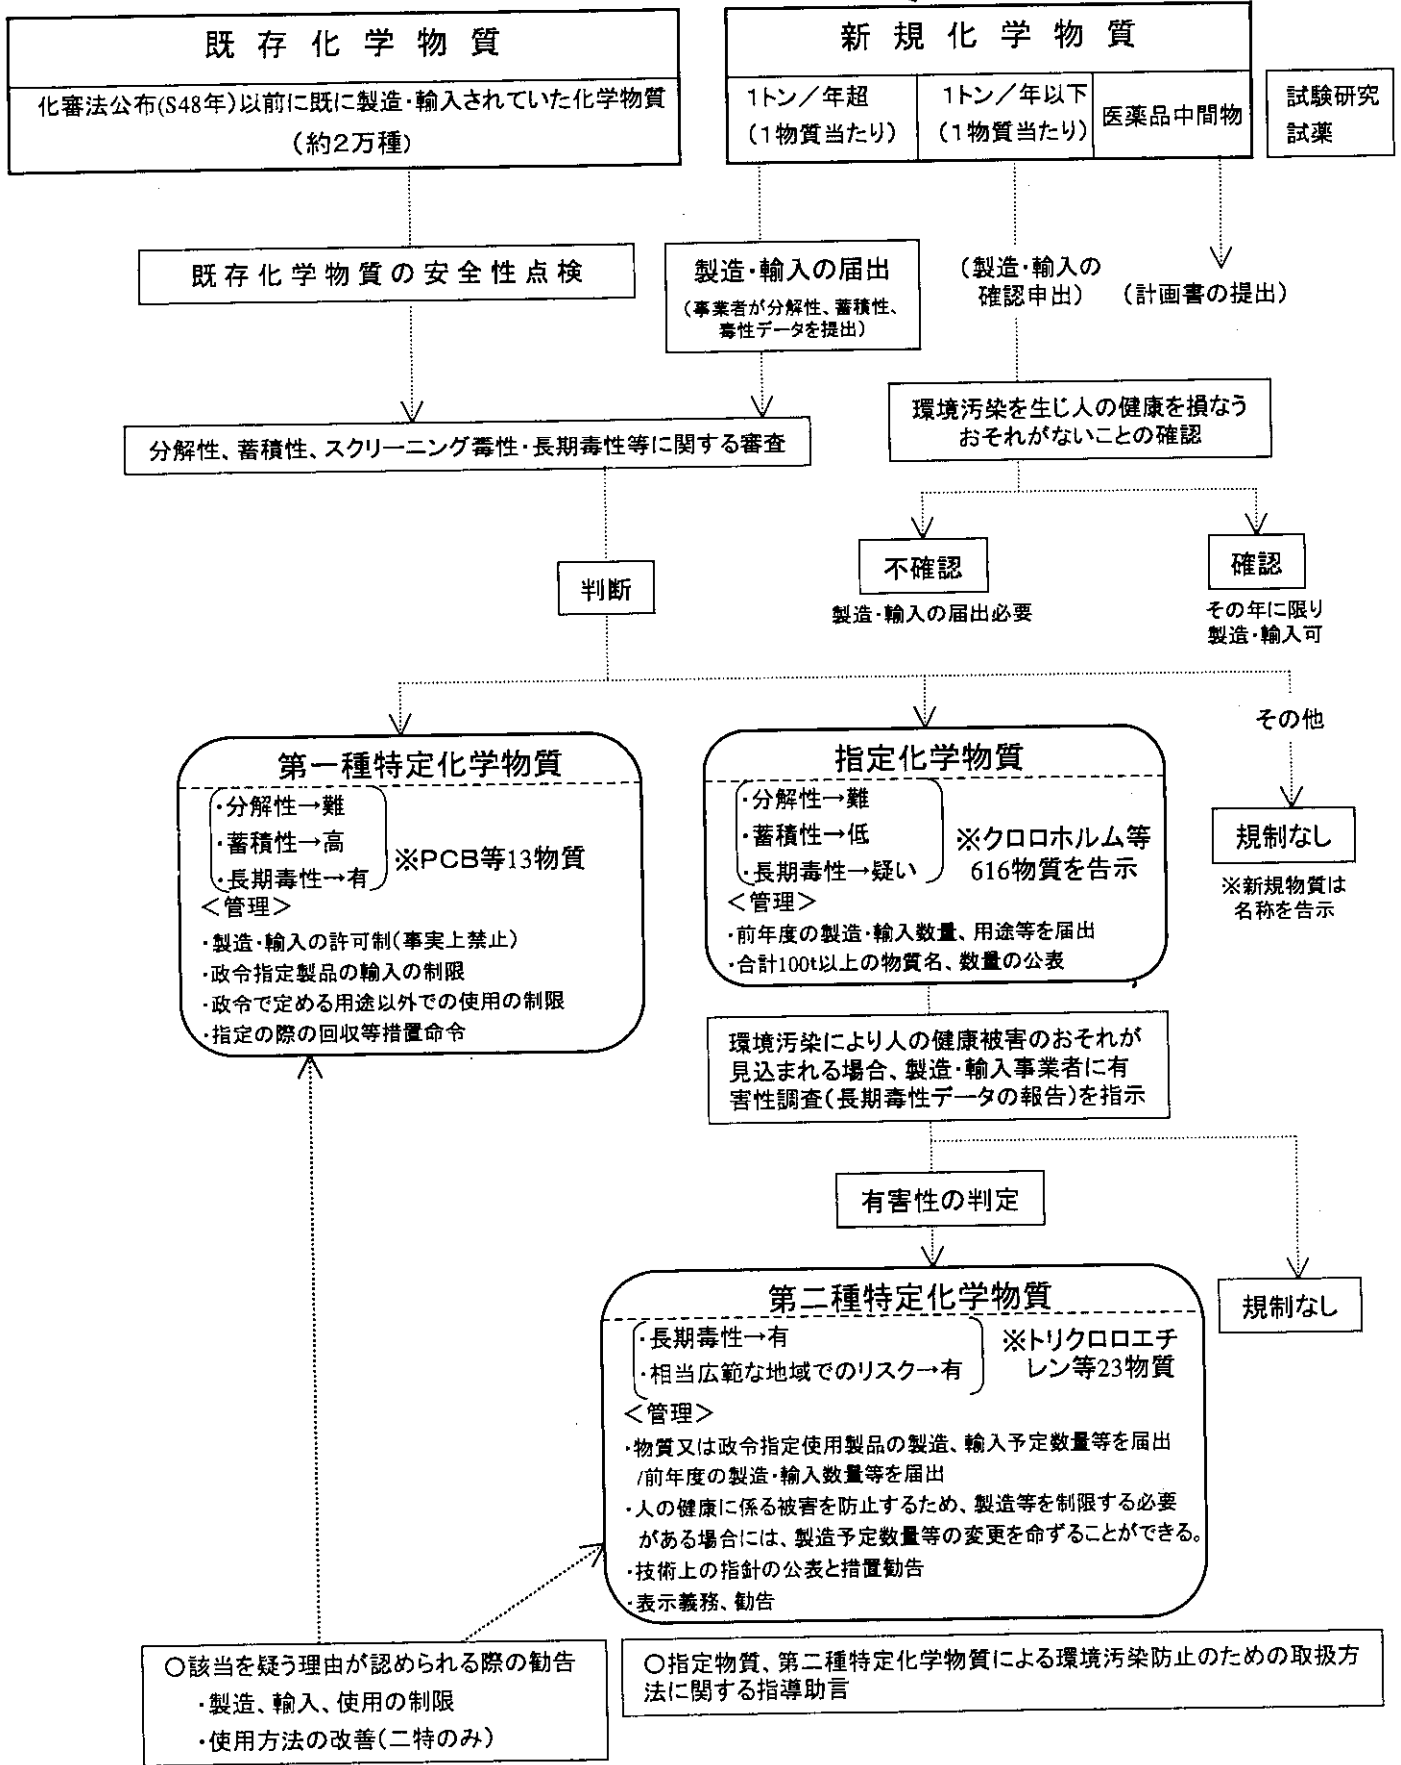 既存化学物質
化審法公布(S48年)以前に既に製造・輸入されていた化学物質
(約2万種)
新規化学物質
1トン/年超
(1物質当たり)
1トン/年以下
(1物質当たり)
医薬品中間物
試験研究
試薬
既存化学物質の安全性点検
製造・輸入の届出
(事業者が分解性、蓄積性、
毒性データを提出)
(製造・輸入の
確認申出)
(計画書の提出)
分解性、蓄積性、スクリーニング毒性・長期毒性等に関する審査
環境汚染を生じ人の健康を損なう
おそれがないことの確認
判断
不確認
製造・輸入の届出必要
確認
その年に限り
製造・輸入可
第一種特定化学物質
・分解性→難
・蓄積性→高
・長期毒性→有
※PCB等13物質
<管理>
・製造・輸入の許可制(事実上禁止)
・政令指定製品の輸入の制限
・政令で定める用途以外での使用の制限
・指定の際の回収等措置命令
指定化学物質
・分解性→難
・蓄積性→低
・長期毒性→疑い
※クロロホルム等
616物質を告示
<管理>
・前年度の製造・輸入数量、用途等を届出
・合計100t以上の物質名、数量の公表
その他
規制なし
※新規物質は
名称を告示
環境汚染により人の健康被害のおそれが
見込まれる場合、製造・輸入事業者に有
害性調査(長期毒性データの報告)を指示
有害性の判定
規制なし
第二種特定化学物質
・長期毒性→有
・相当広範な地域でのリスク→有
※トリクロロエチ
レン等23物質
<管理>
・物質又は政令指定使用製品の製造、輸入予定数量等を届出
/前年度の製造・輸入数量等を届出
・人の健康に係る被害を防止するため、製造等を制限する必要
がある場合には、製造予定数量等の変更を命ずることができる。
・技術上の指針の公表と措置勧告
・表示義務、勧告
○該当を疑う理由が認められる際の勧告
・製造、輸入、使用の制限
・使用方法の改善(二特のみ)
○指定物質、第二種特定化学物質による環境汚染防止のための取扱方
法に関する指導助言